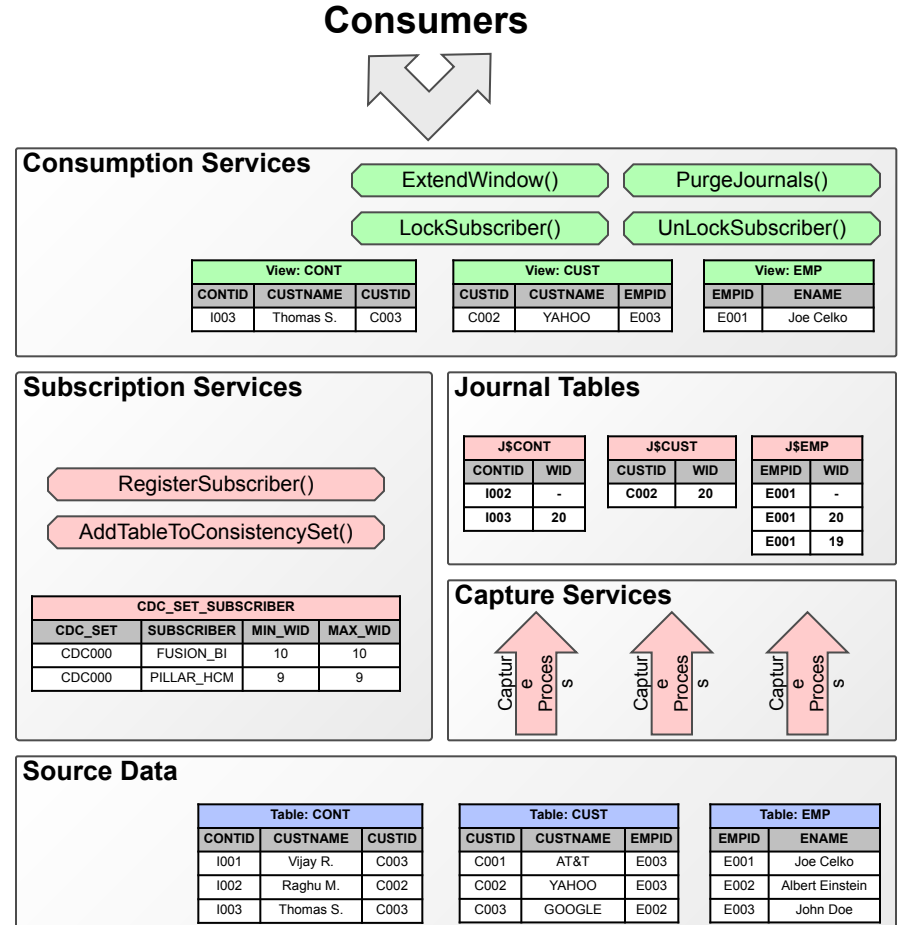 Consumers
Consumption Services
ExtendWindow()
PurgeJournals()
LockSubscriber()
UnLockSubscriber()
View: CONT
CONTID CUSTNAME CUSTID
I003 Thomas S. C003
View: CUST
CUSTID CUSTNAME EMPID
C002 YAHOO E003
View: EMP
EMPID ENAME
E001 Joe Celko
Subscription Services
RegisterSubscriber()
AddTableToConsistencySet()
CDC_SET_SUBSCRIBER
CDC_SET SUBSCRIBER MIN_WID MAX_WID
CDC000 FUSION_BI 10 10
CDC000 PILLAR_HCM 9 9
Journal Tables
J$CONT
CONTID WID
I002 -
I003 20
J$CUST
CUSTID WID
C002 20
J$EMP
EMPID WID
E001 -
E001 20
E001 19
Capture Services
Captur
e
Proces
s
Captur
e
Proces
s
Captur
e
Proces
s
Source Data
Table: CONT
CONTID CUSTNAME CUSTID
I001 Vijay R. C003
I002 Raghu M. C002
I003 Thomas S. C003
Table: CUST
CUSTID CUSTNAME EMPID
C001 AT&T E003
C002 YAHOO E003
C003 GOOGLE E002
Table: EMP
EMPID ENAME
E001 Joe Celko
E002 Albert Einstein
E003 John Doe